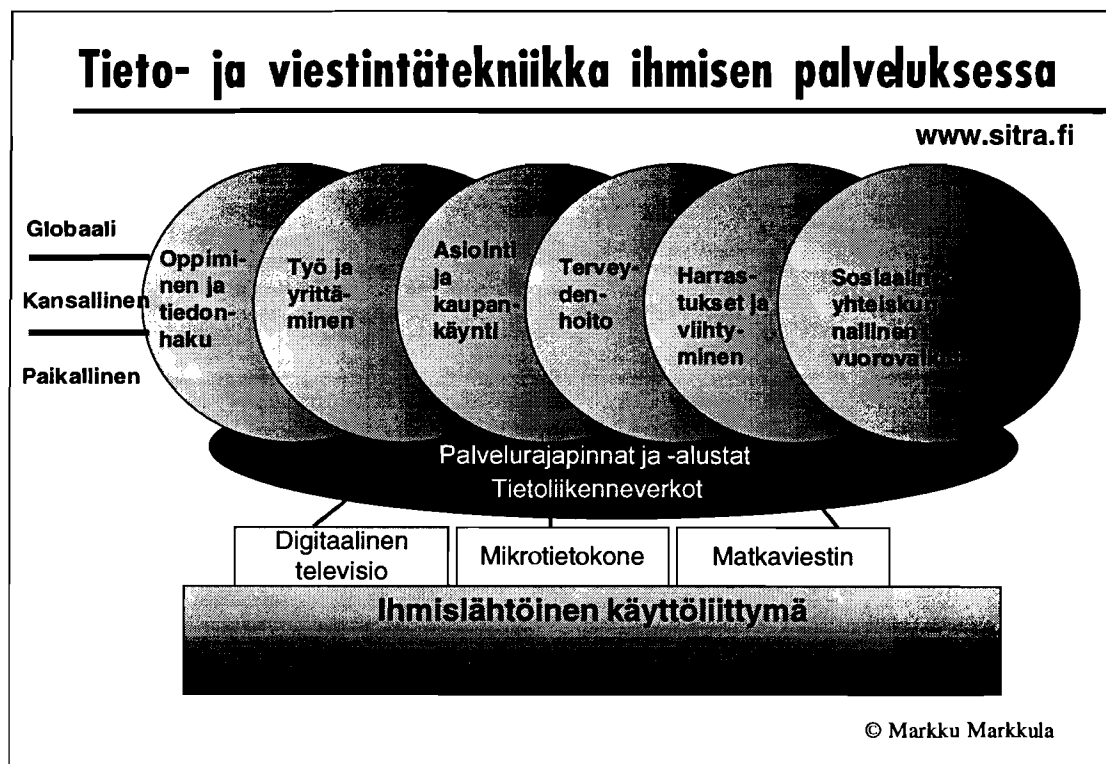 Tieto- ja viestintätekniikka ihmisen palveluksessa
www.sitra.fi
Globaali
Kansallinen
Paikallinen
Oppimi-
nen ja
tiedon-
haku
Työ ja
yrittä-
minen
Asiointi
ja
kaupan-
käynti
Tervey-
den-
hoito
Harras-
tukset ja
viihty-
minen
yhteiskun
nallinen
Palvelurajapinnat ja -alustat
Tietoliikenneverkot
Digitaalinen
televisio
Mikrotietokone
Matkaviestin
Ihmislähtöinen käyttöliittymä
© Markku Markkula